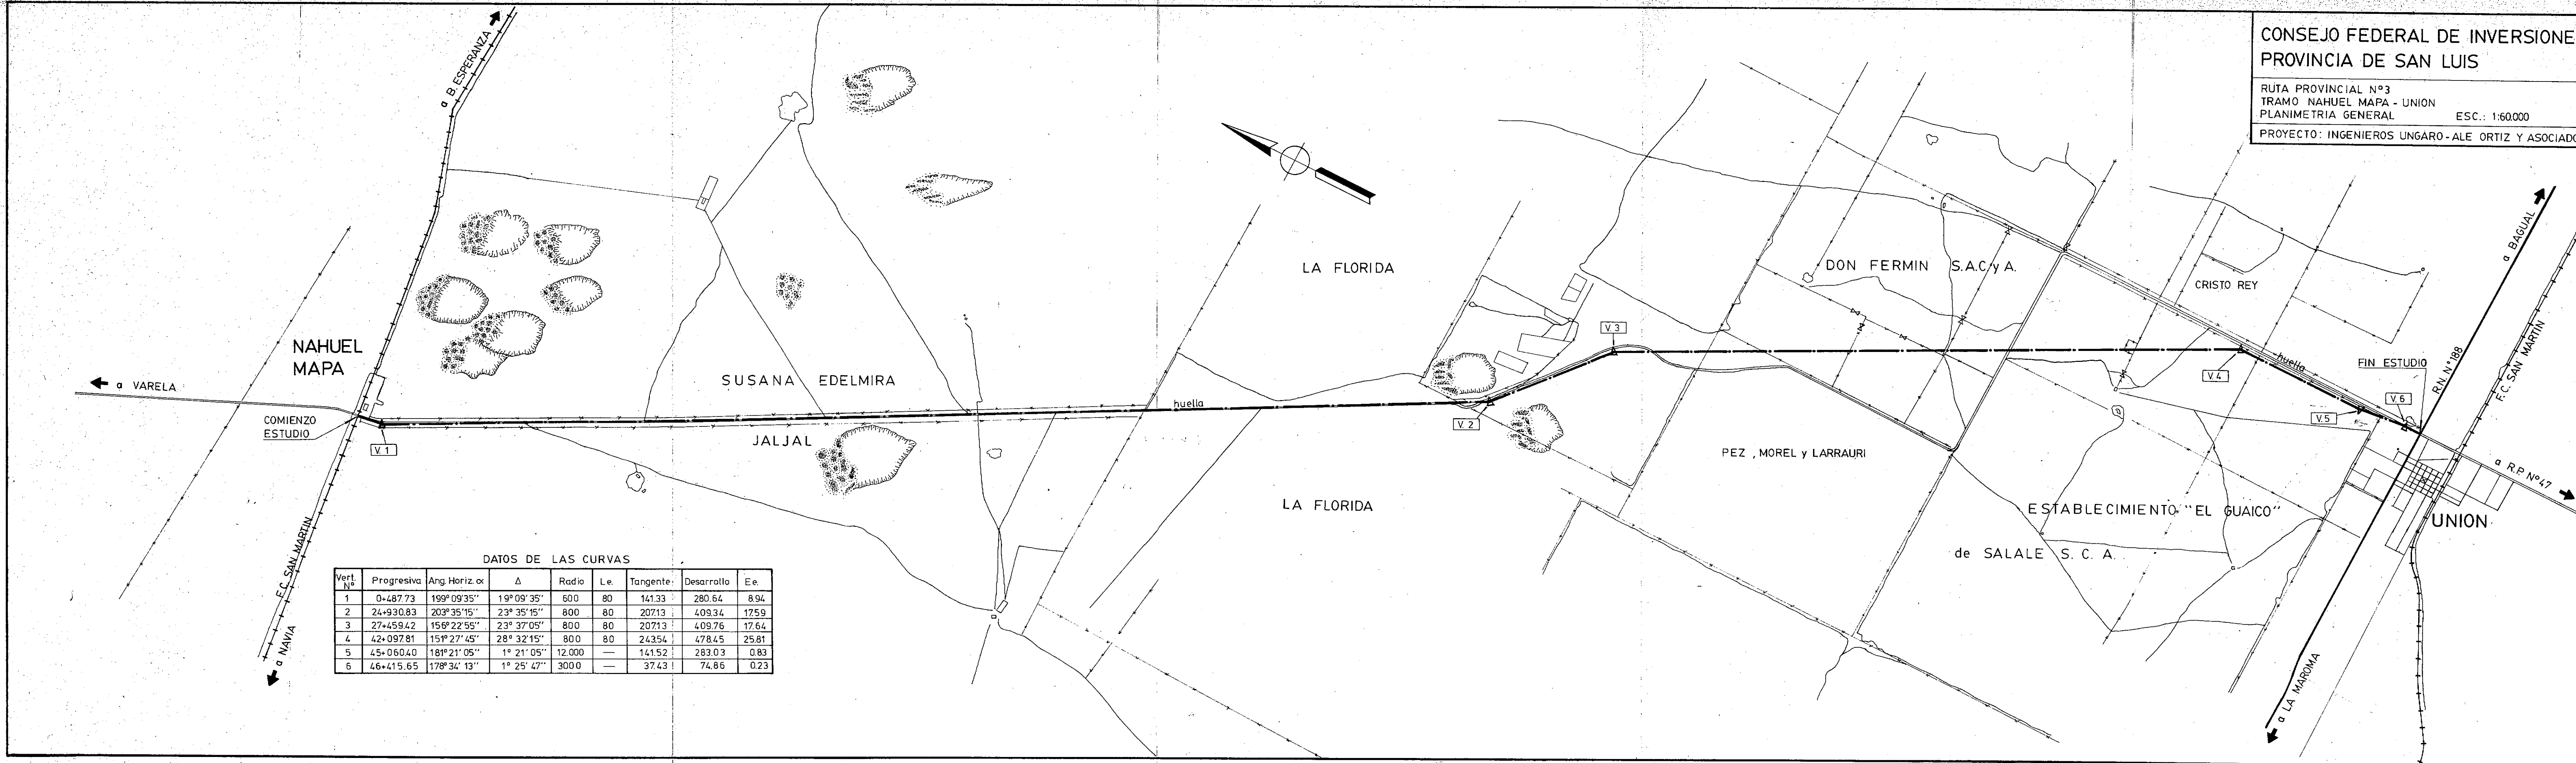 CONSEJO FEDERAL DE INVERSIONE
PROVINCIA DE SAN LUIS
RUTA PROVINCIAL Nº3
TRAMO NAHUEL MAPA - UNION
PLANIMETRIA GENERAL ESC.: 1:60.000
PROYECTO: INGENIEROS UNGARO - ALE ORTIZ Y ASOCIADO
a B. ESPERANZA
a VARELA
NAHUEL
MAPA
COMIENZO
ESTUDIO
V. 1
F.C. SAN MARTIN
a NAVIA
SUSANA EDELMIRA
JALJAL
huella
LA FLORIDA
LA FLORIDA
V. 2
V. 3
DON FERMIN S.A.C. y A.
CRISTO REY
PEZ , MOREL y LARRAURI
V. 4
huella
FIN ESTUDIO
V. 5
V. 6
R.N. Nº 188
a BAGUAL
F.C. SAN MARTIN
a R.P. Nº47
UNION
ESTABLECIMIENTO "EL GUAICO"
de SALALE S. C. A.
a LA MAROMA
DATOS DE LAS CURVAS
Vert. Nº Progresiva Ang. Horiz. α Δ Radio Le. Tangente Desarrollo Ee.
1 0+487.73 199º 09'35'' 19º 09' 35'' 600 80 141.33 280.64 8.94
2 24+930.83 203º 35'15'' 23º 35'15'' 800 80 207.13 409.34 17.59
3 27+459.42 156º 22'55'' 23º 37'05'' 800 80 207.13 409.76 17.64
4 42+097.81 151º 27'45'' 28º 32'15'' 800 80 243.54 478.45 25.81
5 45+060.40 181º 21' 05'' 1º 21' 05'' 12.000 — 141.52 283.03 0.83
6 46+415.65 178º 34' 13'' 1º 25' 47'' 3000 — 37.43 74.86 0.23